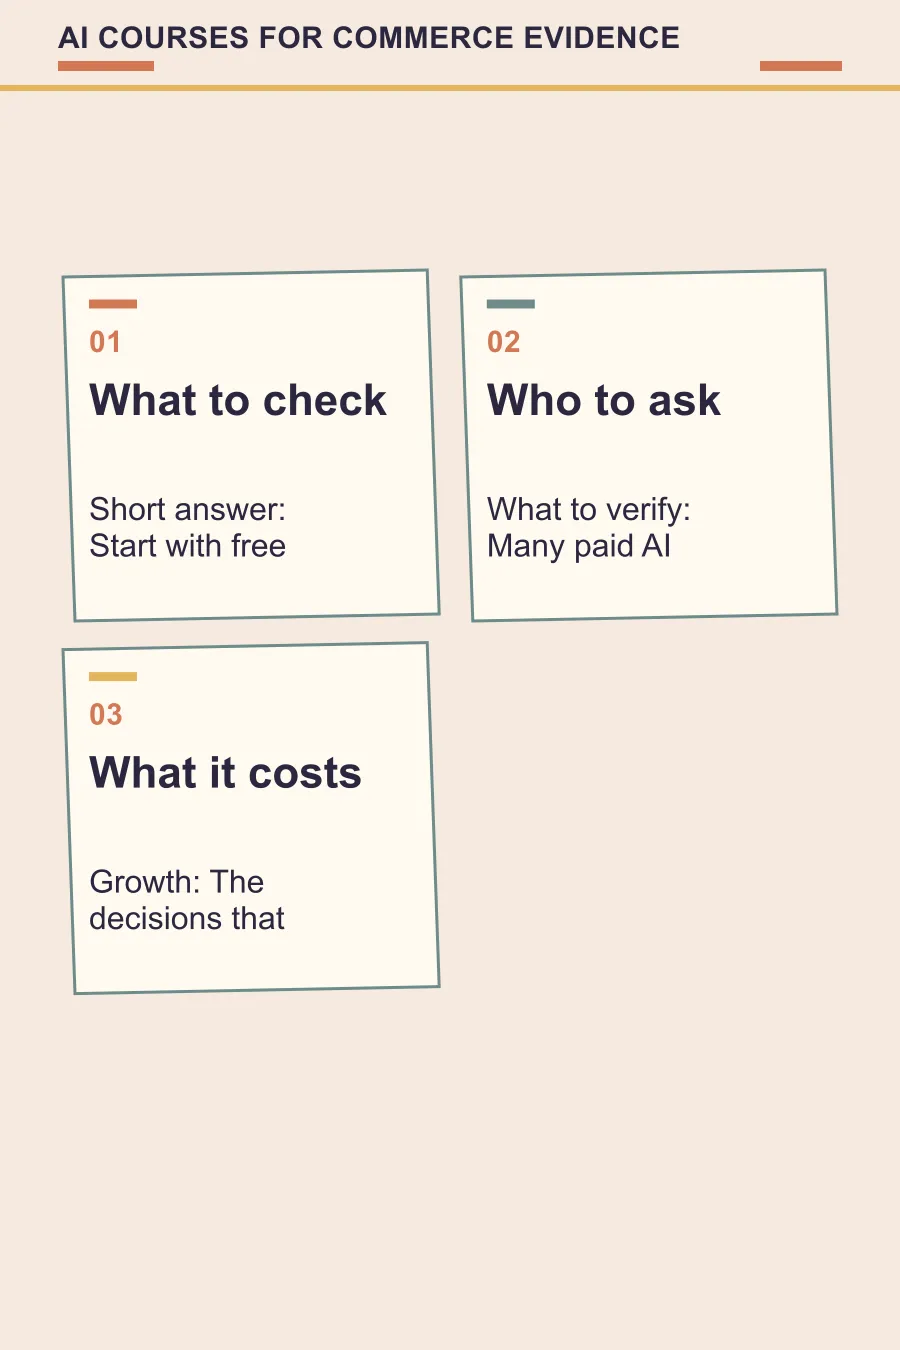 AI COURSES FOR COMMERCE EVIDENCE
01
What to check
Short answer:
Start with free
02
Who to ask
What to verify:
Many paid AI
03
What it costs
Growth: The
decisions that